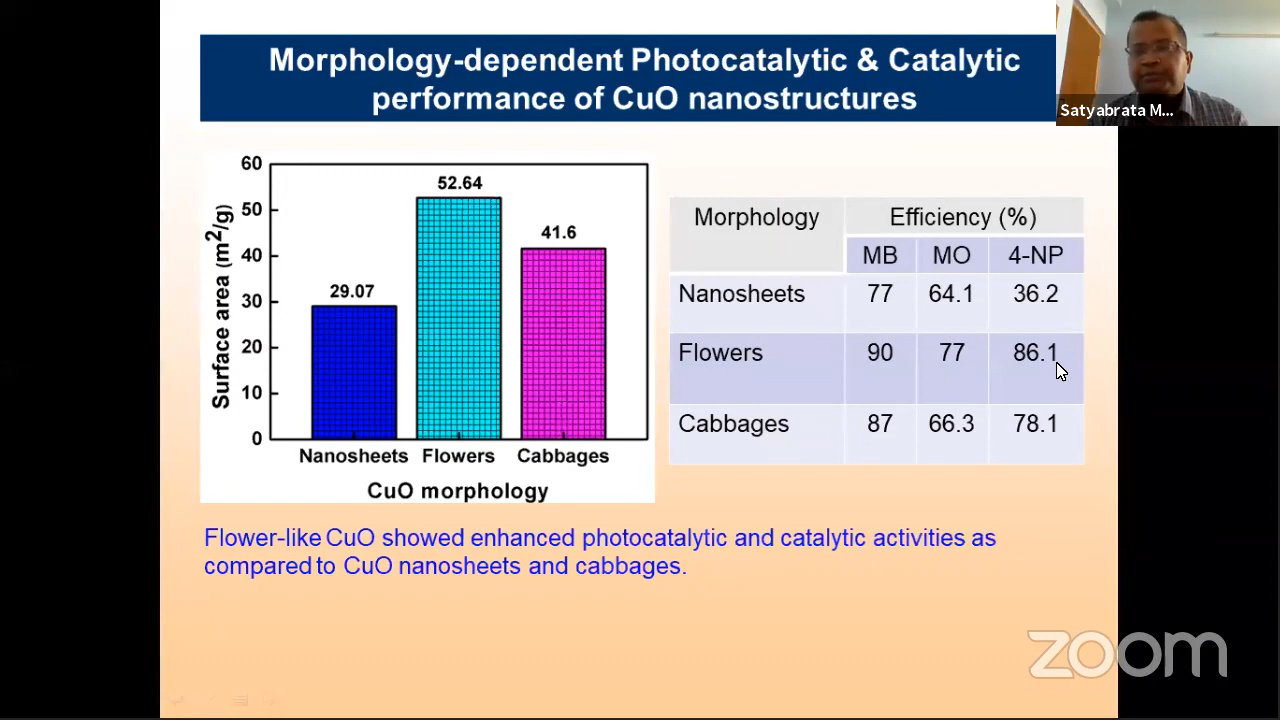 Morphology-dependent Photocatalytic & Catalytic
performance of CuO nanostructures
Satyabrata M...
Surface area (m²/g)
60
50
40
30
20
10
0
29.07
52.64
41.6
Nanosheets Flowers Cabbages
CuO morphology
Morphology Efficiency (%)
MB MO 4-NP
Nanosheets 77 64.1 36.2
Flowers 90 77 86.1
Cabbages 87 66.3 78.1
Flower-like CuO showed enhanced photocatalytic and catalytic activities as
compared to CuO nanosheets and cabbages.
zoom